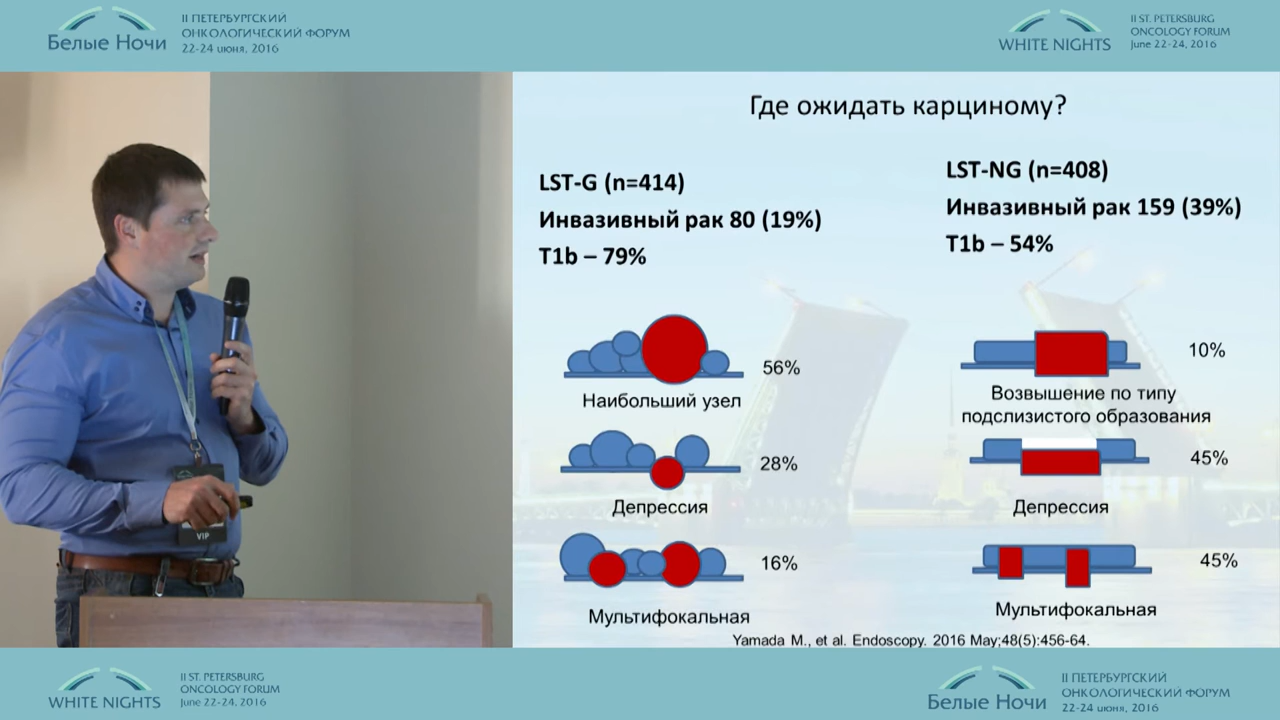 Белые Ночи
II ПЕТЕРБУРГСКИЙ
ОНКОЛОГИЧЕСКИЙ ФОРУМ
22-24 июня, 2016
WHITE NIGHTS
II ST. PETERSBURG
ONCOLOGY FORUM
June 22-24, 2016
Где ожидать карциному?
LST-G (n=414)
Инвазивный рак 80 (19%)
T1b – 79%
56%
Наибольший узел
28%
Депрессия
16%
Мультифокальная
LST-NG (n=408)
Инвазивный рак 159 (39%)
T1b – 54%
10%
Возвышение по типу
подслизистого образования
45%
Депрессия
45%
Мультифокальная
Yamada M., et al. Endoscopy. 2016 May;48(5):456-64.
VIP
WHITE NIGHTS
II ST. PETERSBURG
ONCOLOGY FORUM
June 22-24, 2016
Белые Ночи
II ПЕТЕРБУРГСКИЙ
ОНКОЛОГИЧЕСКИЙ ФОРУМ
22-24 июня, 2016